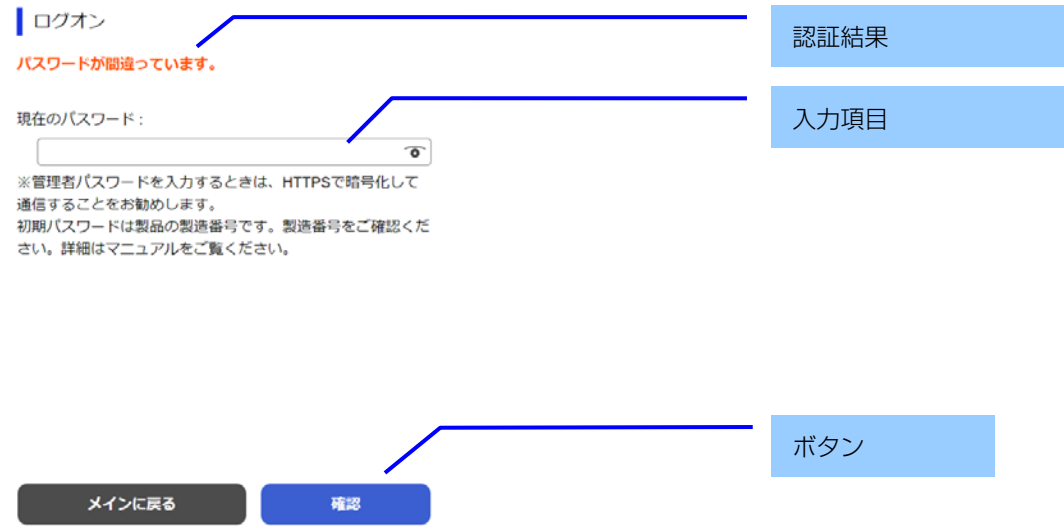 ログオン
認証結果
パスワードが間違っています。
入力項目
現在のパスワード :
※管理者パスワードを入力するときは、HTTPSで暗号化して
通信することをお勧めします。
初期パスワードは製品の製造番号です。製造番号をご確認くだ
さい。詳細はマニュアルをご覧ください。
ボタン
メインに戻る
確認